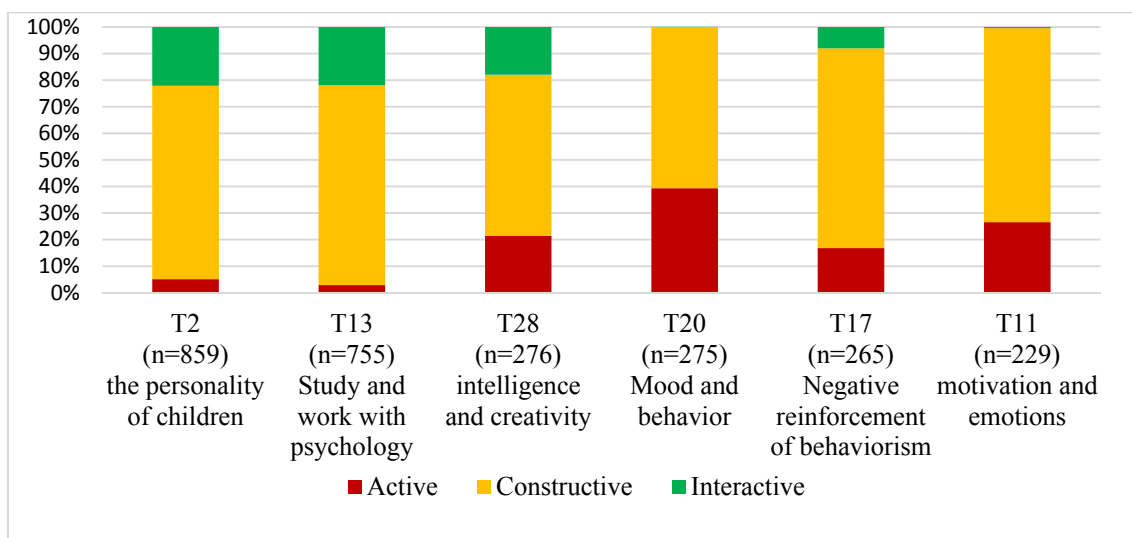 100%
90%
80%
70%
60%
50%
40%
30%
20%
10%
0%
T2
(n=859)
the personality
of children
T13
(n=755)
Study and
work with
psychology
T28
(n=276)
intelligence
and creativity
T20
(n=275)
Mood and
behavior
T17
(n=265)
Negative
reinforcement
of behaviorism
T11
(n=229)
motivation and
emotions
Active
Constructive
Interactive